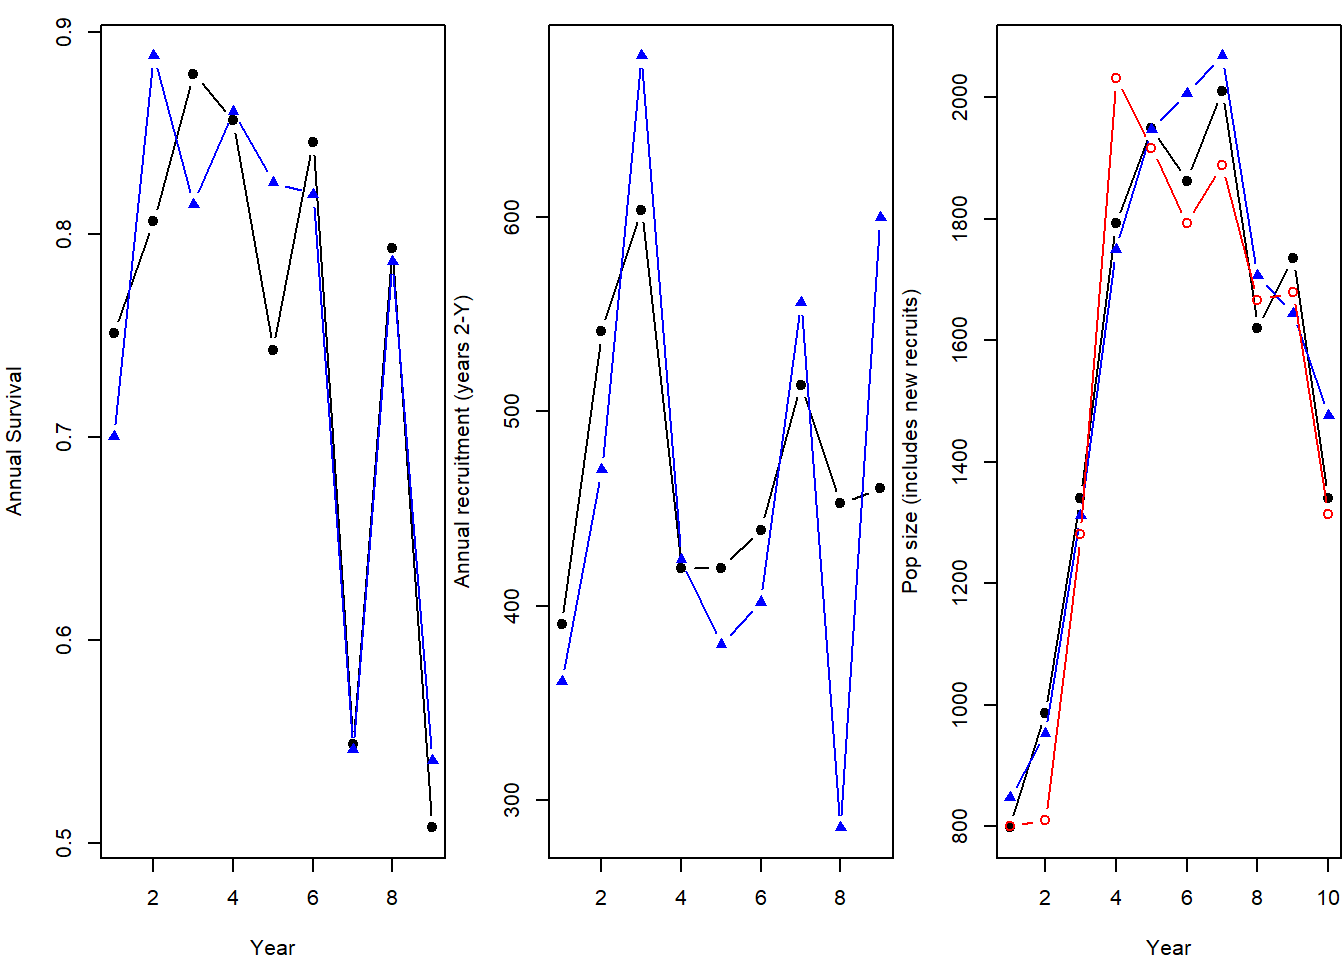 Annual Survival
0.9
0.8
0.7
0.6
0.5
2 4 6 8
Year
Annual recruitment (years 2-Y)
600
500
400
300
2 4 6 8
Pop size (includes new recruits)
2000
1800
1600
1400
1200
1000
800
2 4 6 8 10
Year